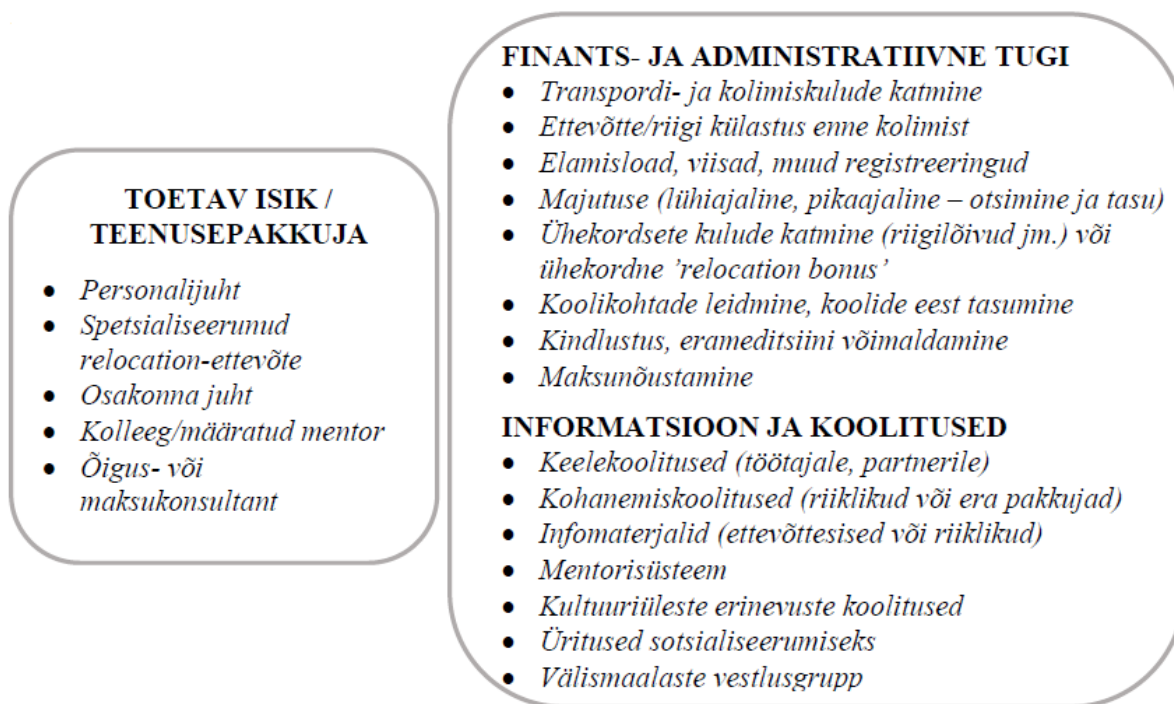 TOETAV ISIK /
TEENUSEPAKKUJA
• Personalijuht
• Spetsialiseerunud
relocation-ettevõte
• Osakonna juht
• Kolleeg/määratud mentor
• Õigus- või
maksukonsultant
FINANTS- JA ADMINISTRATIIVNE TUGI
• Transpordi- ja kolimiskulude katmine
• Ettevõtte/riigi külastus enne kolimist
• Elamisload, viisad, muud registreeringud
• Majutuse (lühiajaline, pikaajaline – otsimine ja tasu)
• Ühekordsete kulude katmine (riigilõivud jm.) või
ühekordne ’relocation bonus’
• Koolikohtade leidmine, koolide eest tasumine
• Kindlustus, erameditsiini võimaldamine
• Maksunõustamine
INFORMATSIOON JA KOOLITUSED
• Keelekoolitused (töötajale, partnerile)
• Kohanemiskoolitused (riiklikud või era pakkujad)
• Infomaterjalid (ettevõttesised või riiklikud)
• Mentorisüsteem
• Kultuuriüleste erinevuste koolitused
• Üritused sotsialiseerumiseks
• Välismaalaste vestlusgrupp